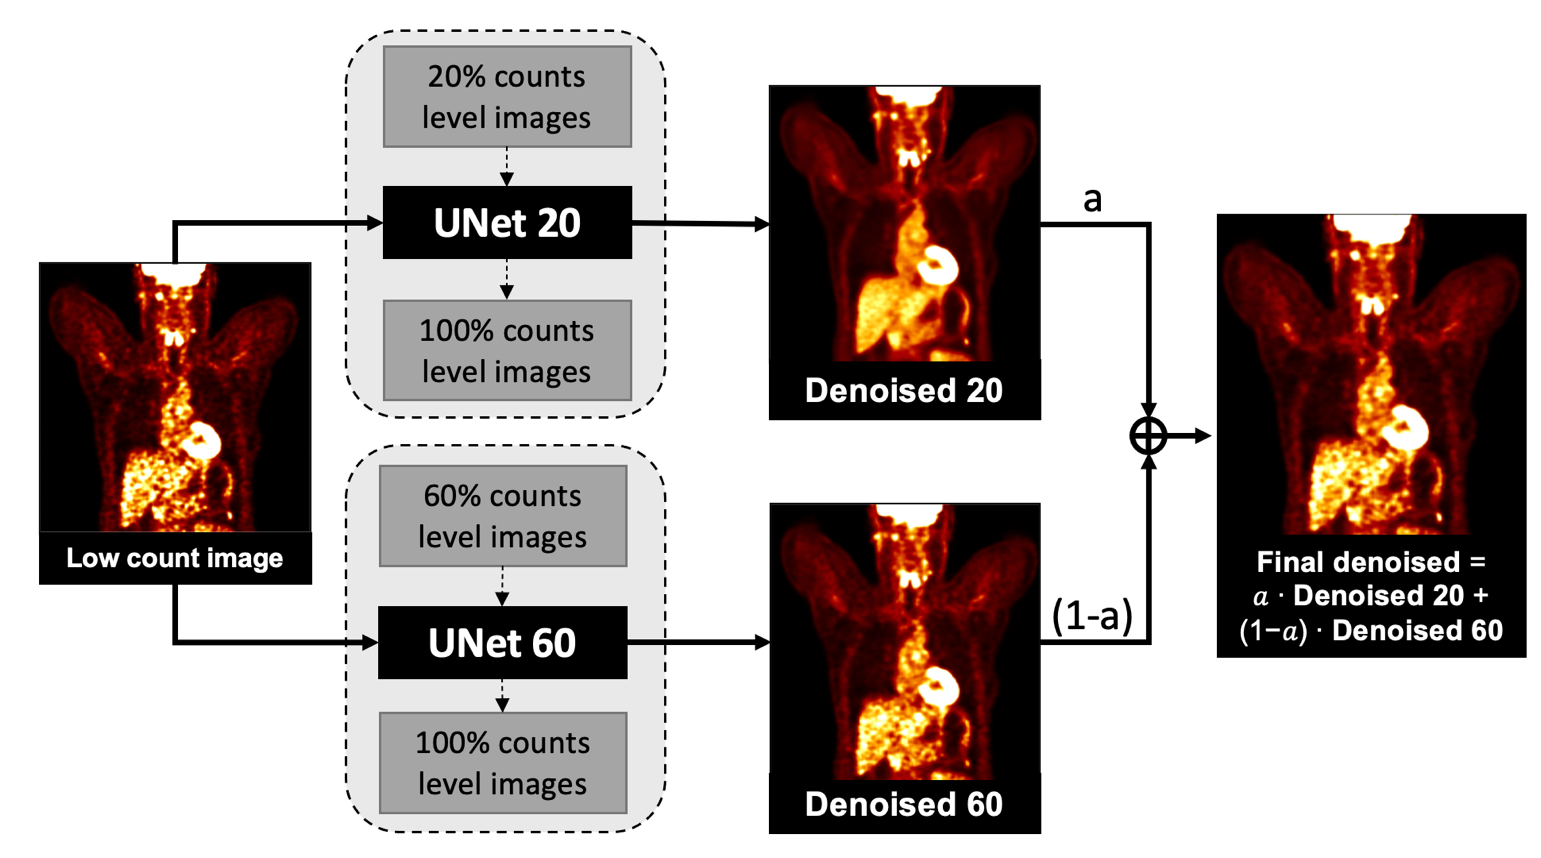 20% counts
level images
UNet 20
100% counts
level images
Low count image
60% counts
level images
UNet 60
100% counts
level images
Denoised 20
a
Denoised 60
(1-a)
Final denoised =
a · Denoised 20 +
(1−a) · Denoised 60